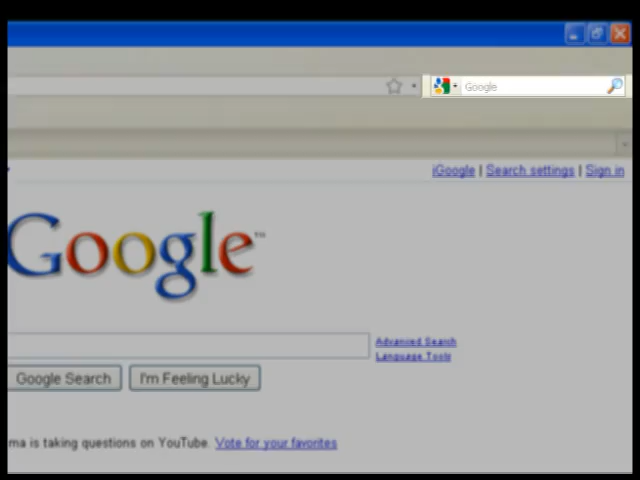 Google
iGoogle | Search settings | Sign in
Google™
Advanced Search
Language Tools
Google Search
I'm Feeling Lucky
ma is taking questions on YouTube. Vote for your favorites